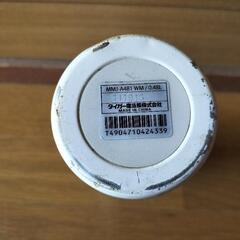 MMJ-A481 WM / 0.48L
タイガー魔法瓶株式会社
MADE IN CHINA
T4904710424339